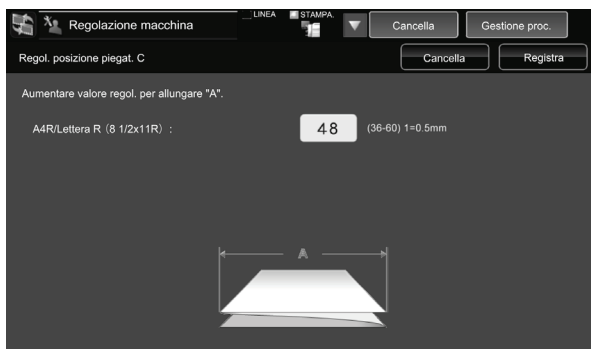 Regolazione macchina
LINEA
STAMPA.
Cancella
Gestione proc.
Regol. posizione piegat. C
Cancella
Registra
Aumentare valore regol. per allungare "A".
A4R/Lettera R (8 1/2x11R) :
48
(36-60) 1=0.5mm
A